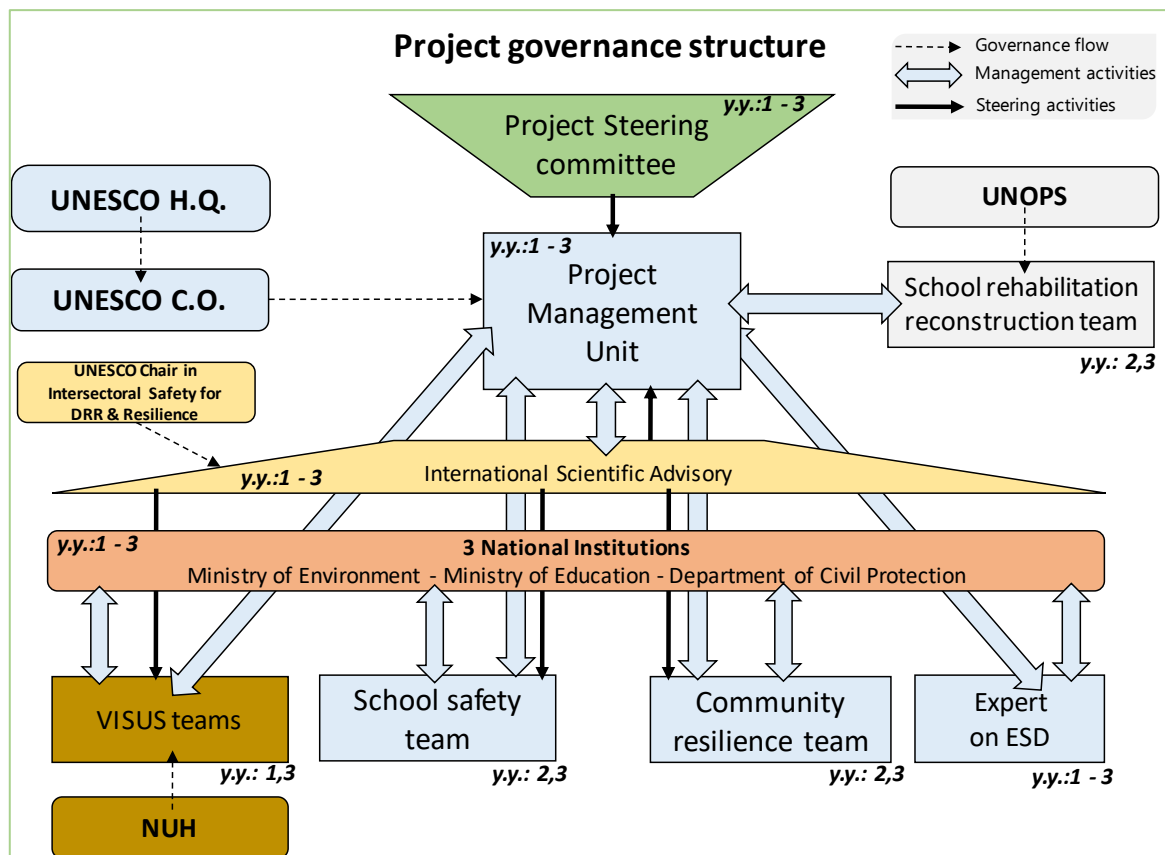 Project governance structure
Governance flow
Management activities
Steering activities
y.y.:1 - 3
Project Steering
committee
UNESCO H.Q.
UNOPS
y.y.:1 - 3
Project
Management
Unit
UNESCO C.O.
School rehabilitation
reconstruction team
y.y.: 2,3
UNESCO Chair in
Intersectoral Safety for
DRR & Resilience
y.y.:1 - 3
International Scientific Advisory
y.y.:1 - 3
3 National Institutions
Ministry of Environment - Ministry of Education - Department of Civil Protection
VISUS teams
y.y.: 1,3
School safety
team
y.y.: 2,3
Community
resilience team
y.y.: 2,3
Expert
on ESD
y.y.:1 - 3
NUH